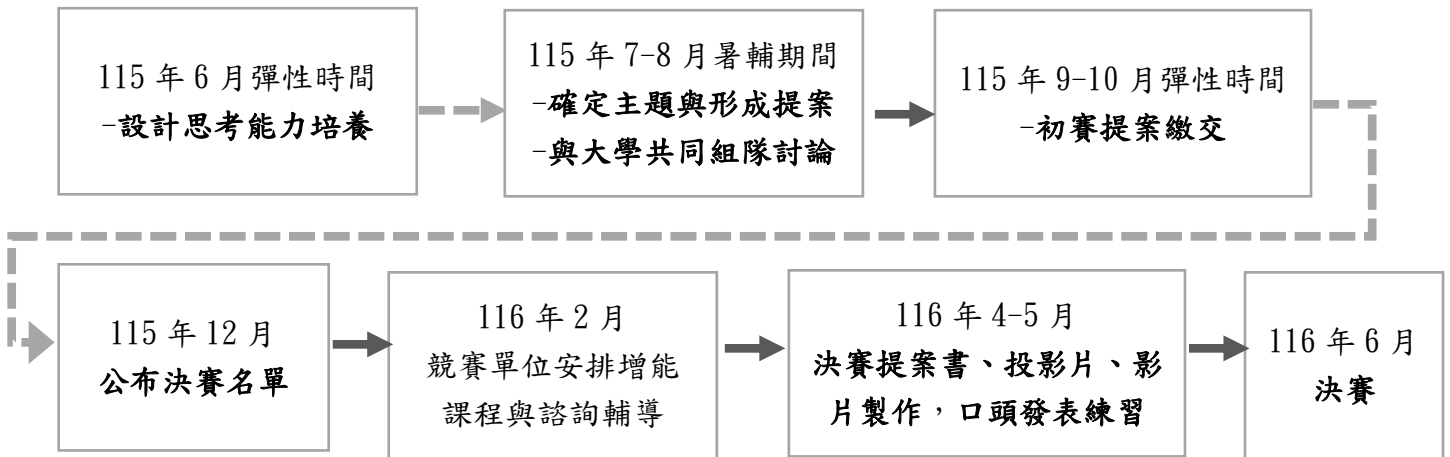 115 年 6 月彈性時間
-設計思考能力培養
115 年 7-8 月暑輔期間
-確定主題與形成提案
-與大學共同組隊討論
115 年 9-10 月彈性時間
-初賽提案繳交
115 年 12 月
公布決賽名單
116 年 2 月
競賽單位安排增能
課程與諮詢輔導
116 年 4-5 月
決賽提案書、投影片、影
片製作，口頭發表練習
116 年 6 月
決賽